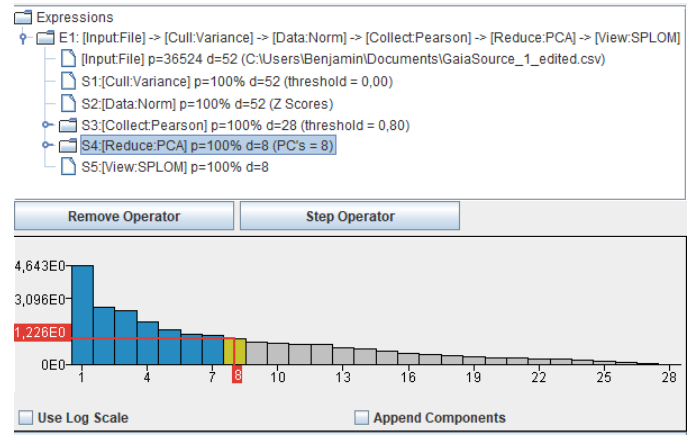 Expressions
E1: [Input:File] -> [Cull:Variance] -> [Data:Norm] -> [Collect:Pearson] -> [Reduce:PCA] -> [View:SPLOM]
[Input:File] p=36524 d=52 (C:\Users\Benjamin\Documents\GaiaSource_1_edited.csv)
S1:[Cull:Variance] p=100% d=52 (threshold = 0,00)
S2:[Data:Norm] p=100% d=52 (Z Scores)
S3:[Collect:Pearson] p=100% d=28 (threshold = 0,80)
S4:[Reduce:PCA] p=100% d=8 (PC's = 8)
S5:[View:SPLOM] p=100% d=8
Remove Operator Step Operator
4,643E0
3,096E0
1,226E0
0E0
1 4 7 8 10 13 16 19 22 25 28
Use Log Scale Append Components